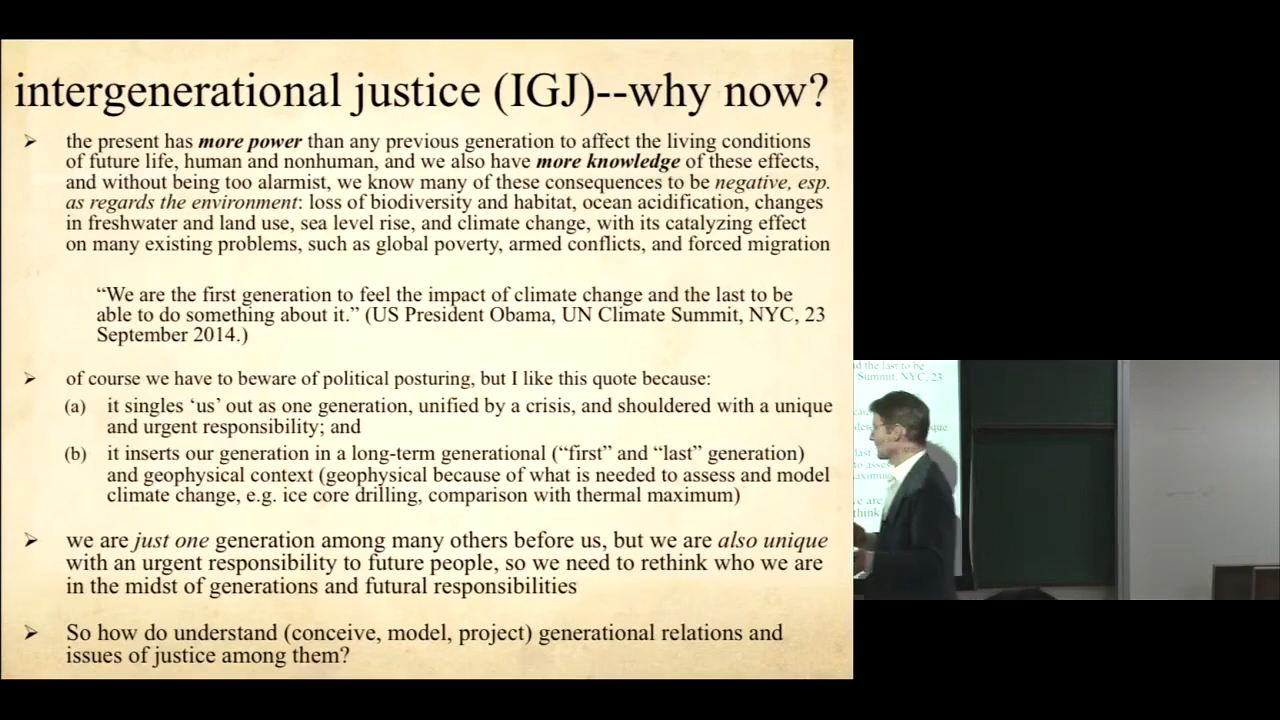 intergenerational justice (IGJ)--why now?
the present has more power than any previous generation to affect the living conditions
of future life, human and nonhuman, and we also have more knowledge of these effects,
and without being too alarmist, we know many of these consequences to be negative, esp.
as regards the environment: loss of biodiversity and habitat, ocean acidification, changes
in freshwater and land use, sea level rise, and climate change, with its catalyzing effect
on many existing problems, such as global poverty, armed conflicts, and forced migration
“We are the first generation to feel the impact of climate change and the last to be
able to do something about it.” (US President Obama, UN Climate Summit, NYC, 23
September 2014.)
of course we have to beware of political posturing, but I like this quote because:
(a) it singles ‘us’ out as one generation, unified by a crisis, and shouldered with a unique
and urgent responsibility; and
(b) it inserts our generation in a long-term generational (“first” and “last” generation)
and geophysical context (geophysical because of what is needed to assess and model
climate change, e.g. ice core drilling, comparison with thermal maximum)
we are just one generation among many others before us, but we are also unique
with an urgent responsibility to future people, so we need to rethink who we are
in the midst of generations and futural responsibilities
So how do understand (conceive, model, project) generational relations and
issues of justice among them?
and the last to be
Summit, NYC, 23